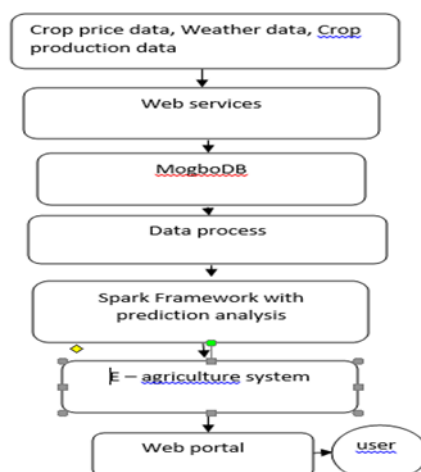 Crop price data, Weather data, Crop
production data
Web services
MogboDB
Data process
Spark Framework with
prediction analysis
E – agriculture system
Web portal
user